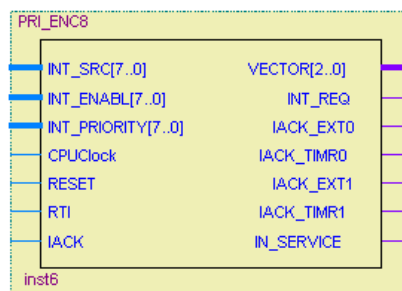 PRI_ENC8
INT_SRC[7..0] VECTOR[2..0]
INT_ENABL[7..0] INT_REQ
INT_PRIORITY[7..0] IACK_EXT0
CPUClock IACK_TIMR0
RESET IACK_EXT1
RTI IACK_TIMR1
IACK IN_SERVICE
inst6